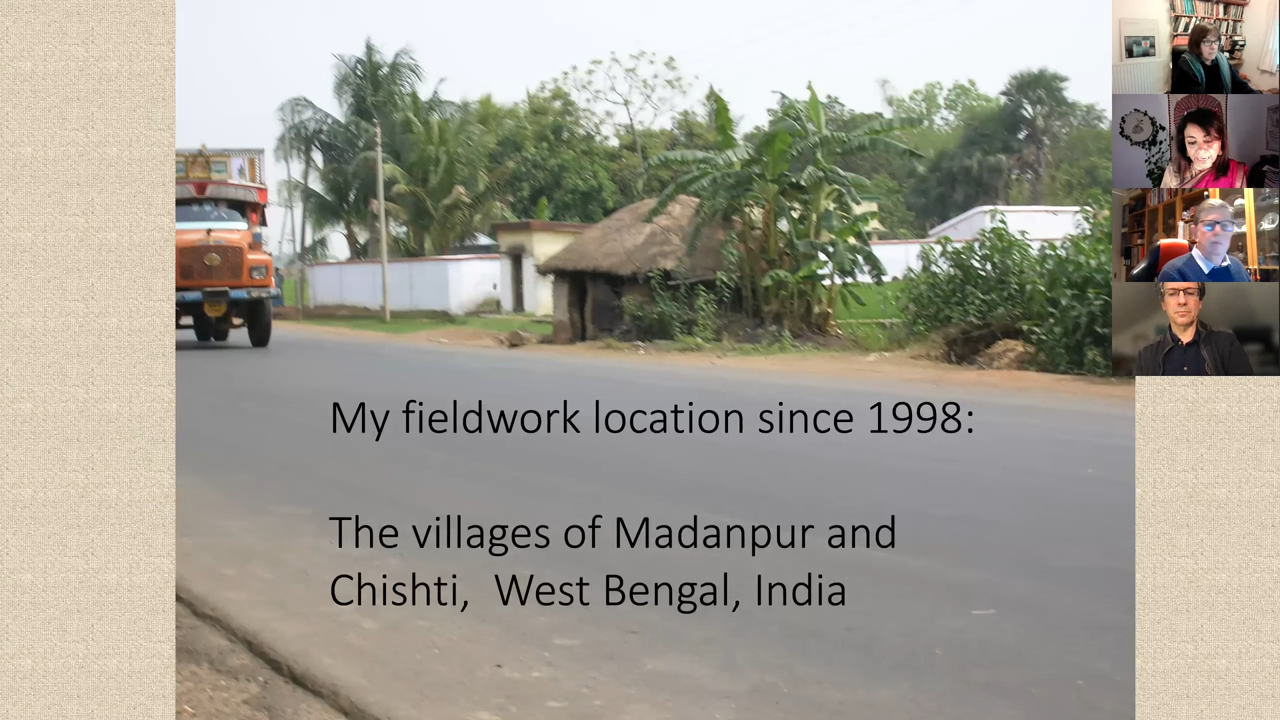 My fieldwork location since 1998:
The villages of Madanpur and
Chishti, West Bengal, India